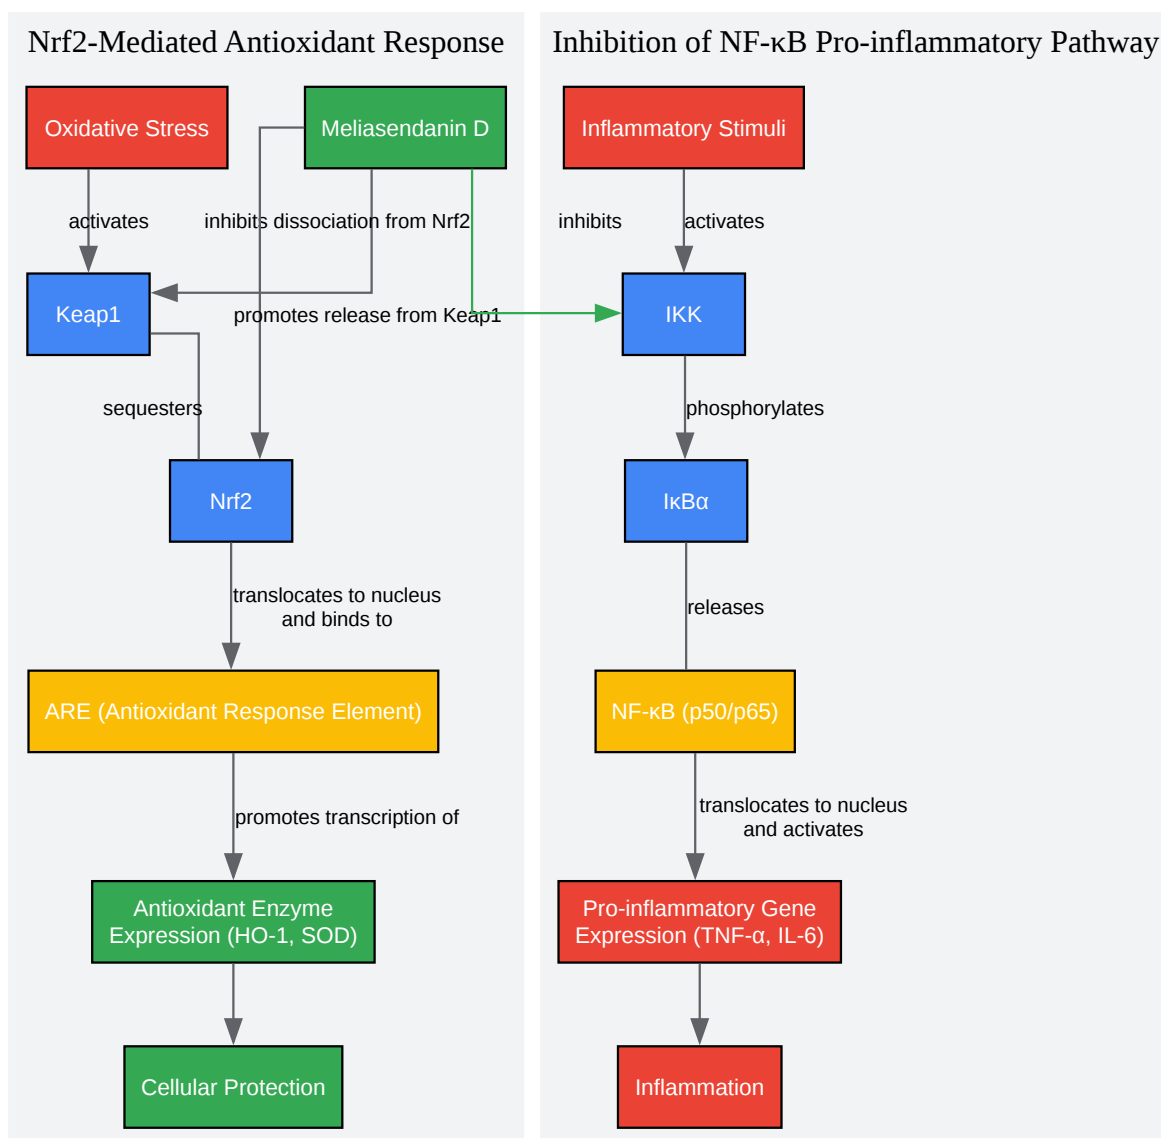 Nrf2-Mediated Antioxidant Response
Oxidative Stress
Meliasendanin D
activates
inhibits dissociation from Nrf2
Keap1
promotes release from Keap1
sequesters
Nrf2
translocates to nucleus
and binds to
ARE (Antioxidant Response Element)
promotes transcription of
Antioxidant Enzyme
Expression (HO-1, SOD)
Cellular Protection
Inhibition of NF-κB Pro-inflammatory Pathway
Inflammatory Stimuli
inhibits
activates
IKK
phosphorylates
IκBα
releases
NF-κB (p50/p65)
translocates to nucleus
and activates
Pro-inflammatory Gene
Expression (TNF-α, IL-6)
Inflammation